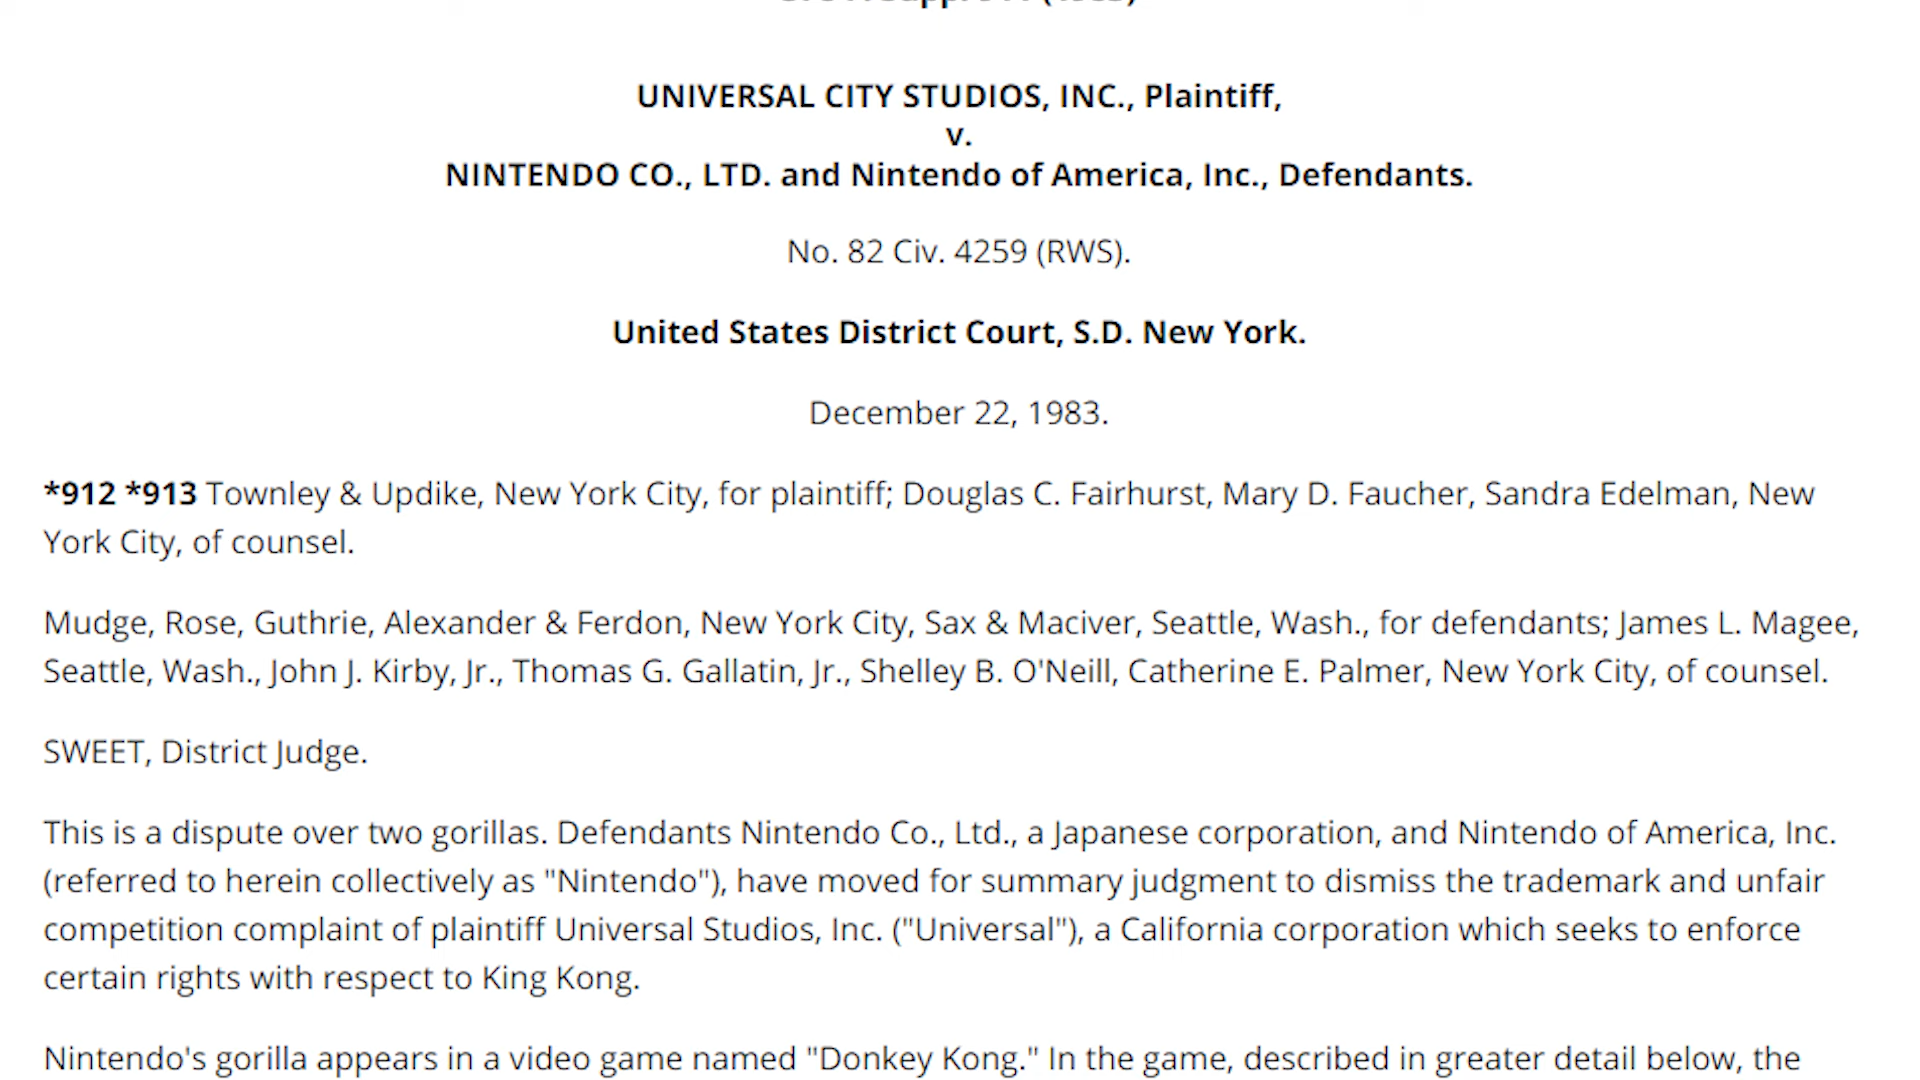 UNIVERSAL CITY STUDIOS, INC., Plaintiff,
v.
NINTENDO CO., LTD. and Nintendo of America, Inc., Defendants.
No. 82 Civ. 4259 (RWS).
United States District Court, S.D. New York.
December 22, 1983.
*912 *913 Townley & Updike, New York City, for plaintiff; Douglas C. Fairhurst, Mary D. Faucher, Sandra Edelman, New
York City, of counsel.
Mudge, Rose, Guthrie, Alexander & Ferdon, New York City, Sax & Maciver, Seattle, Wash., for defendants; James L. Magee,
Seattle, Wash., John J. Kirby, Jr., Thomas G. Gallatin, Jr., Shelley B. O'Neill, Catherine E. Palmer, New York City, of counsel.
SWEET, District Judge.
This is a dispute over two gorillas. Defendants Nintendo Co., Ltd., a Japanese corporation, and Nintendo of America, Inc.
(referred to herein collectively as "Nintendo"), have moved for summary judgment to dismiss the trademark and unfair
competition complaint of plaintiff Universal Studios, Inc. ("Universal"), a California corporation which seeks to enforce
certain rights with respect to King Kong.
Nintendo's gorilla appears in a video game named "Donkey Kong." In the game, described in greater detail below, the